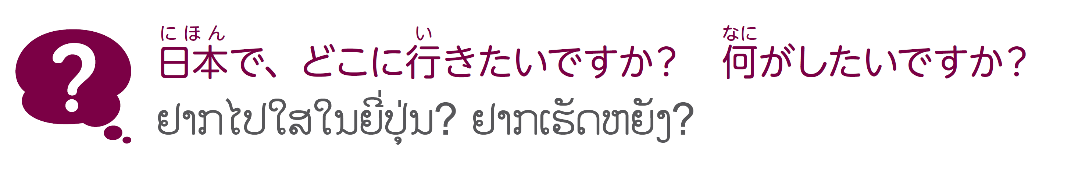 ?
にほん い なに
日本で、どこに行きたいですか? 何がしたいですか?
ຢາກໄປໃສໃນຍີ່ປຸ່ນ? ຢາກເຮັດຫຍັງ?